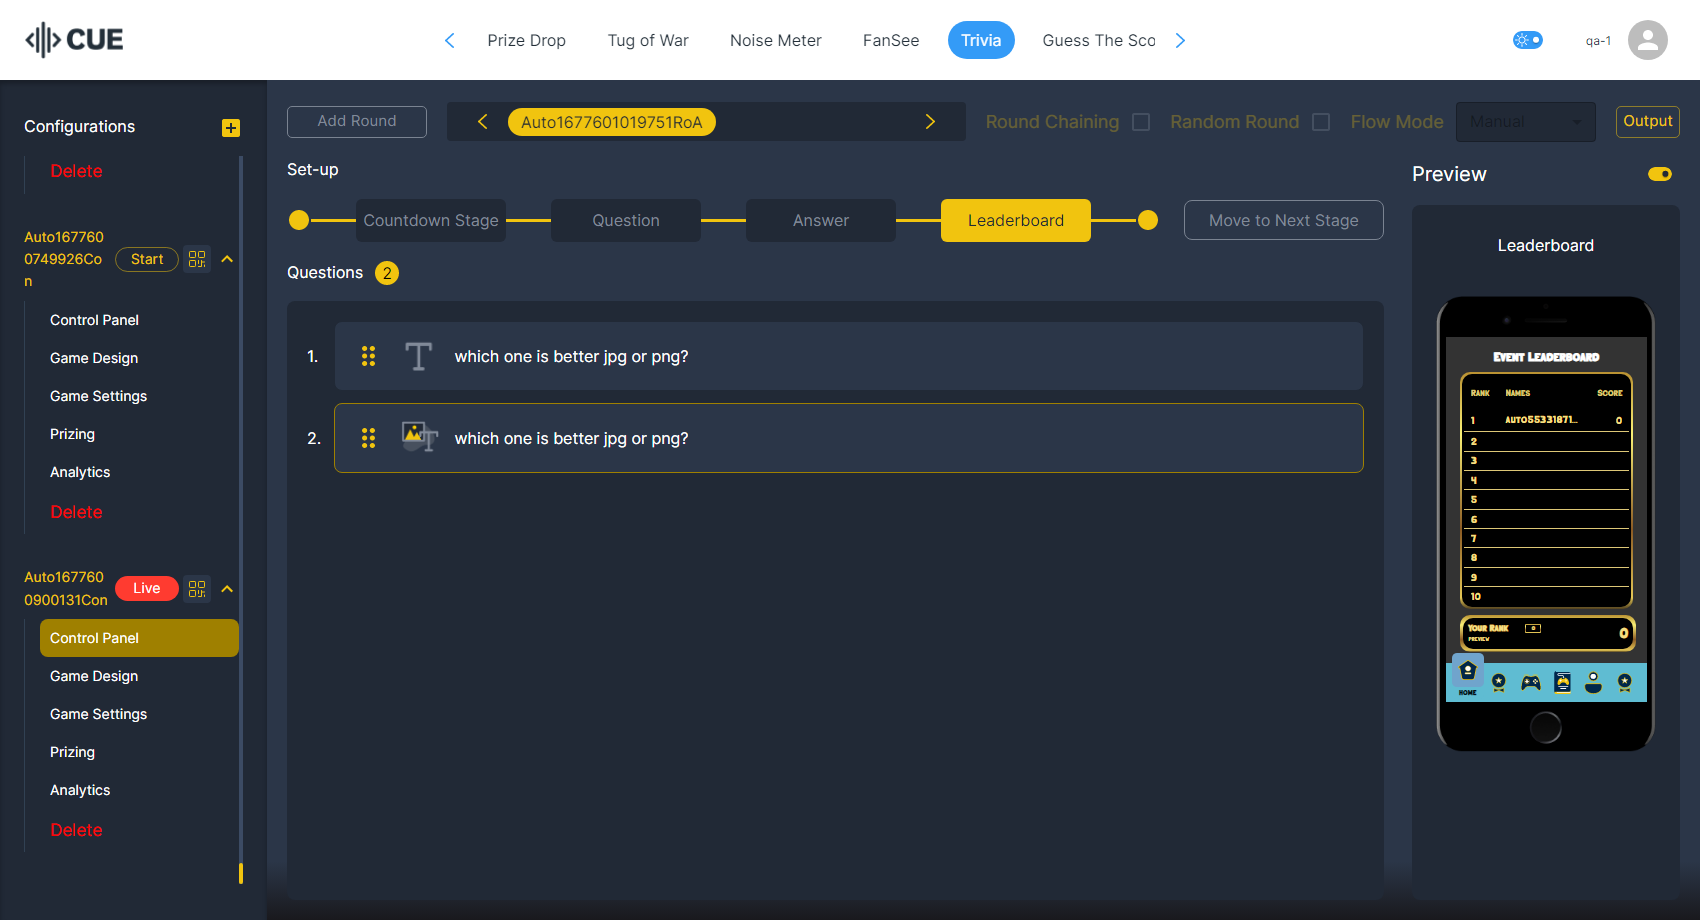 CUE
Prize Drop
Tug of War
Noise Meter
FanSee
Trivia
Guess The Sco
qa-1
Configurations
Delete
Auto167760
0749926Co
n
Start
Control Panel
Game Design
Game Settings
Prizing
Analytics
Delete
Auto167760
0900131Con
Live
Control Panel
Game Design
Game Settings
Prizing
Analytics
Delete
Add Round
Auto1677601019751RoA
Round Chaining
Random Round
Flow Mode
Manual
Output
Set-up
Countdown Stage
Question
Answer
Leaderboard
Move to Next Stage
Questions 2
1. which one is better jpg or png?
2. which one is better jpg or png?
Preview
Leaderboard
Event Leaderboard
Rank Names Score
1 Auto55331871... 0
2
3
4
5
6
7
8
9
10
Your Rank
Preview
0
Home